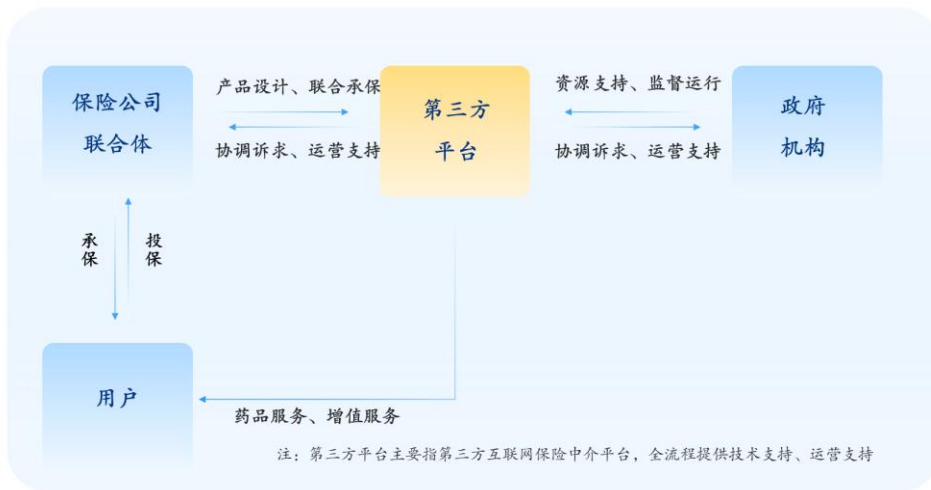 保险公司
联合体
产品设计、联合承保
协调诉求、运营支持
第三方
平台
资源支持、监督运行
协调诉求、运营支持
政府
机构
承保
投保
用户
药品服务、增值服务
注：第三方平台主要指第三方互联网保险中介平台，全流程提供技术支持、运营支持